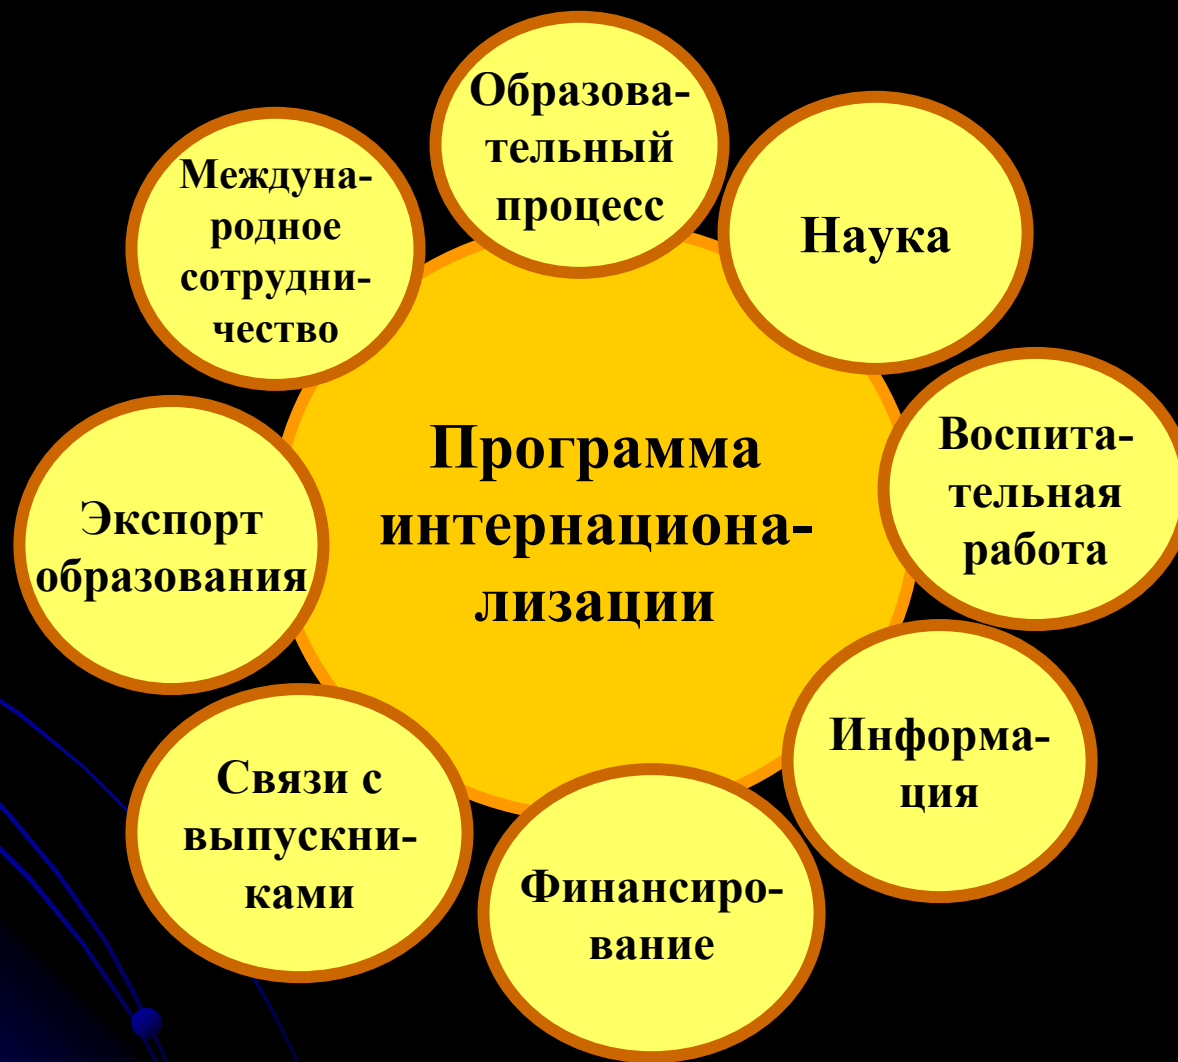 Образова-
тельный
процесс
Наука
Воспита-
тельная
работа
Информа-
ция
Финансиро-
вание
Связи с
выпускни-
ками
Экспорт
образования
Междуна-
родное
сотрудни-
чество
Программа
интернациона-
лизации